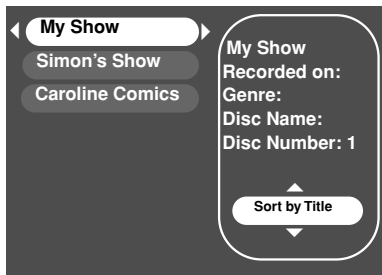 My Show
Simon's Show
Caroline Comics
My Show
Recorded on:
Genre:
Disc Name:
Disc Number: 1
Sort by Title